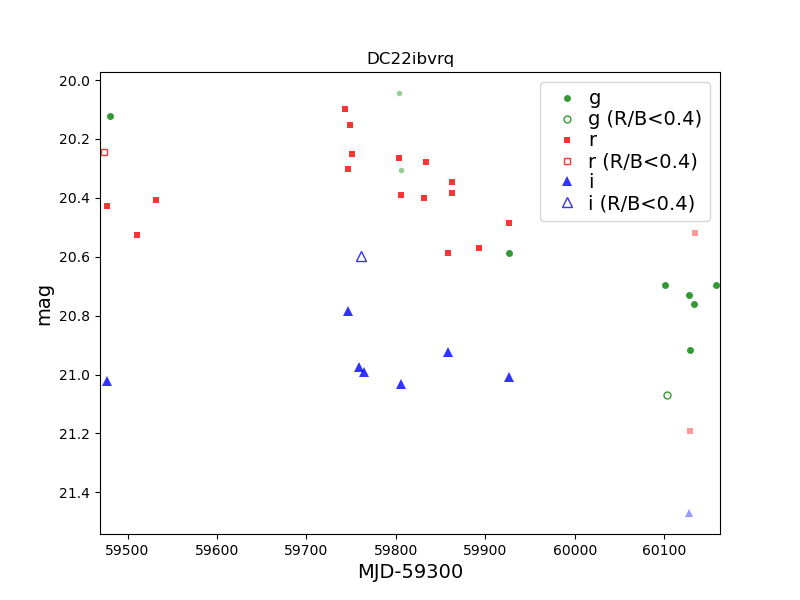 DC22ibvrq
20.0
20.2
20.4
20.6
20.8
21.0
21.2
21.4
mag
g
g (R/B<0.4)
r
r (R/B<0.4)
i
i (R/B<0.4)
59500 59600 59700 59800 59900 60000 60100
MJD-59300